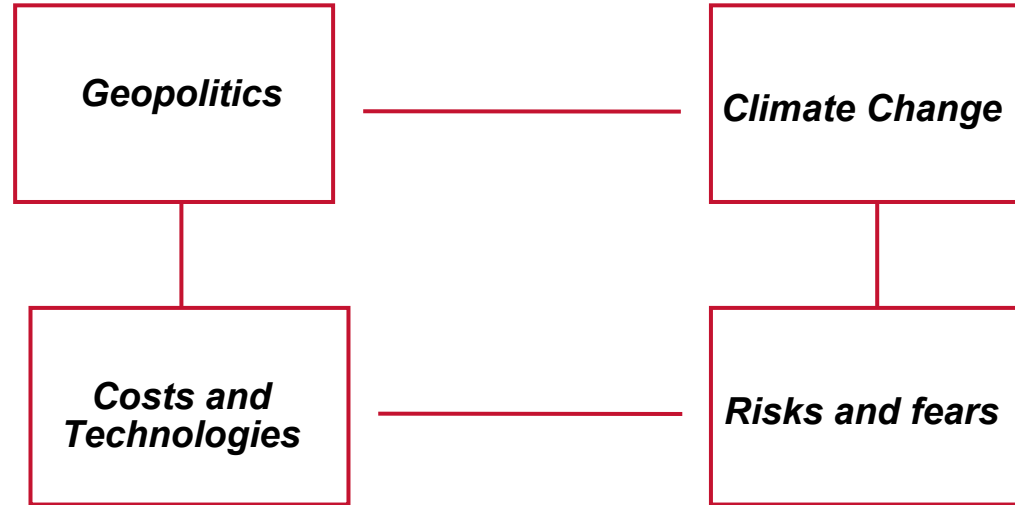 Geopolitics
Climate Change
Costs and
Technologies
Risks and fears